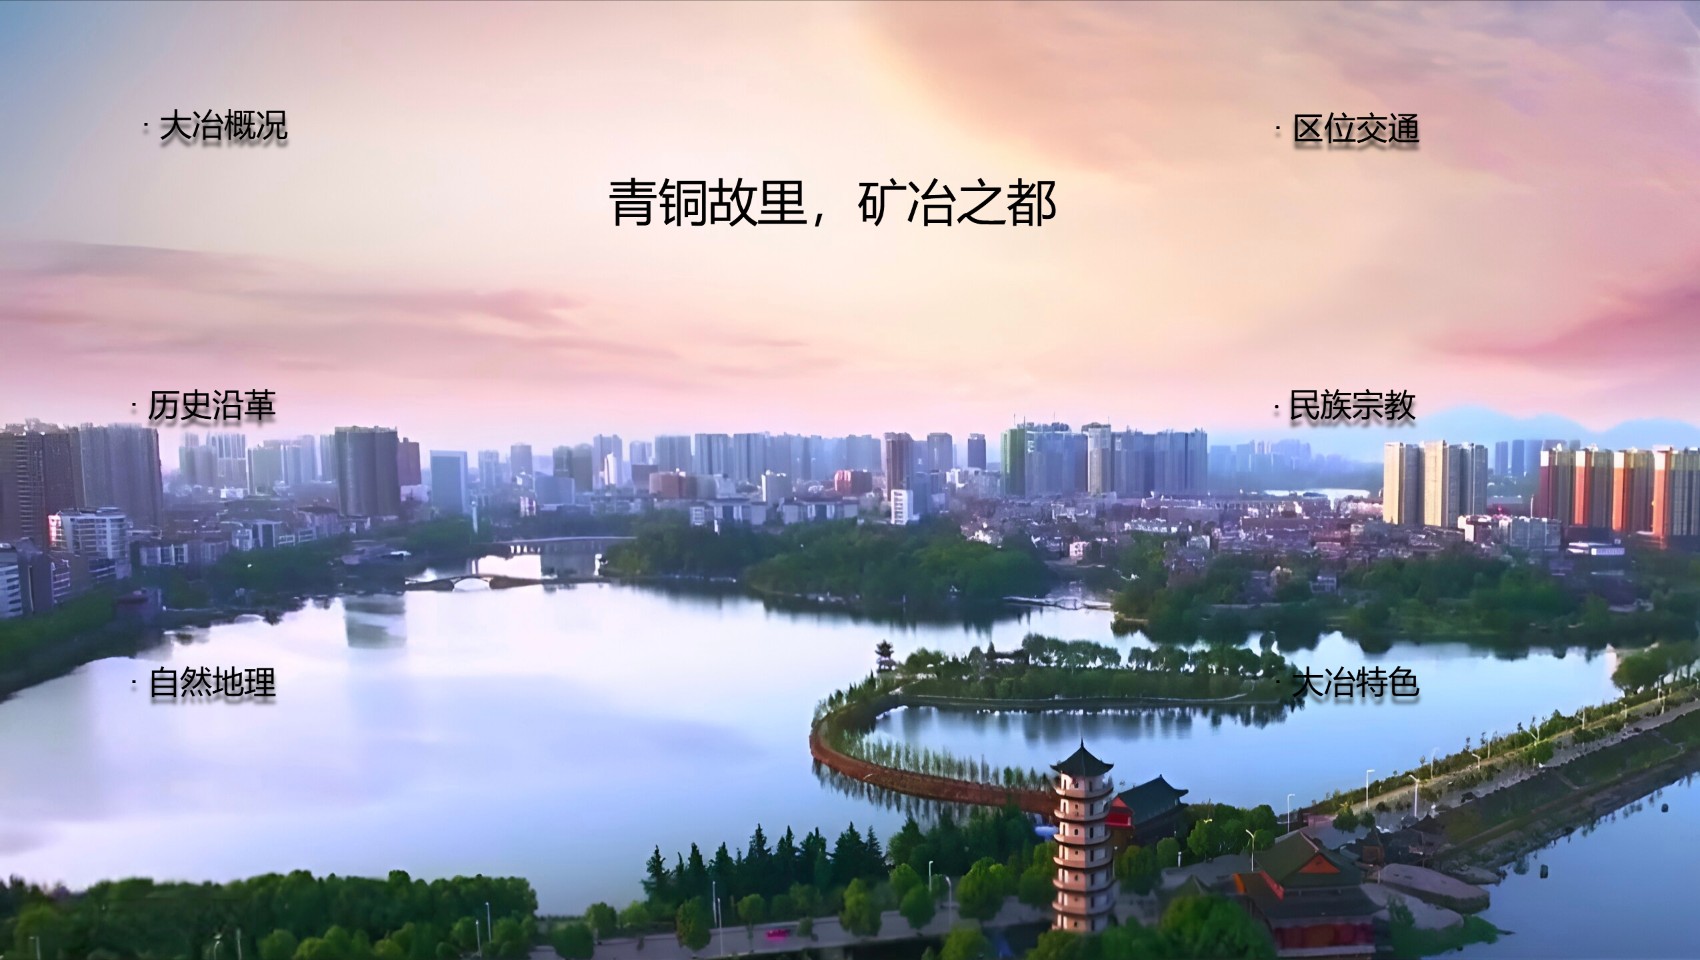 · 大冶概况
· 区位交通
青铜故里，矿冶之都
· 历史沿革
· 民族宗教
· 自然地理
· 大冶特色